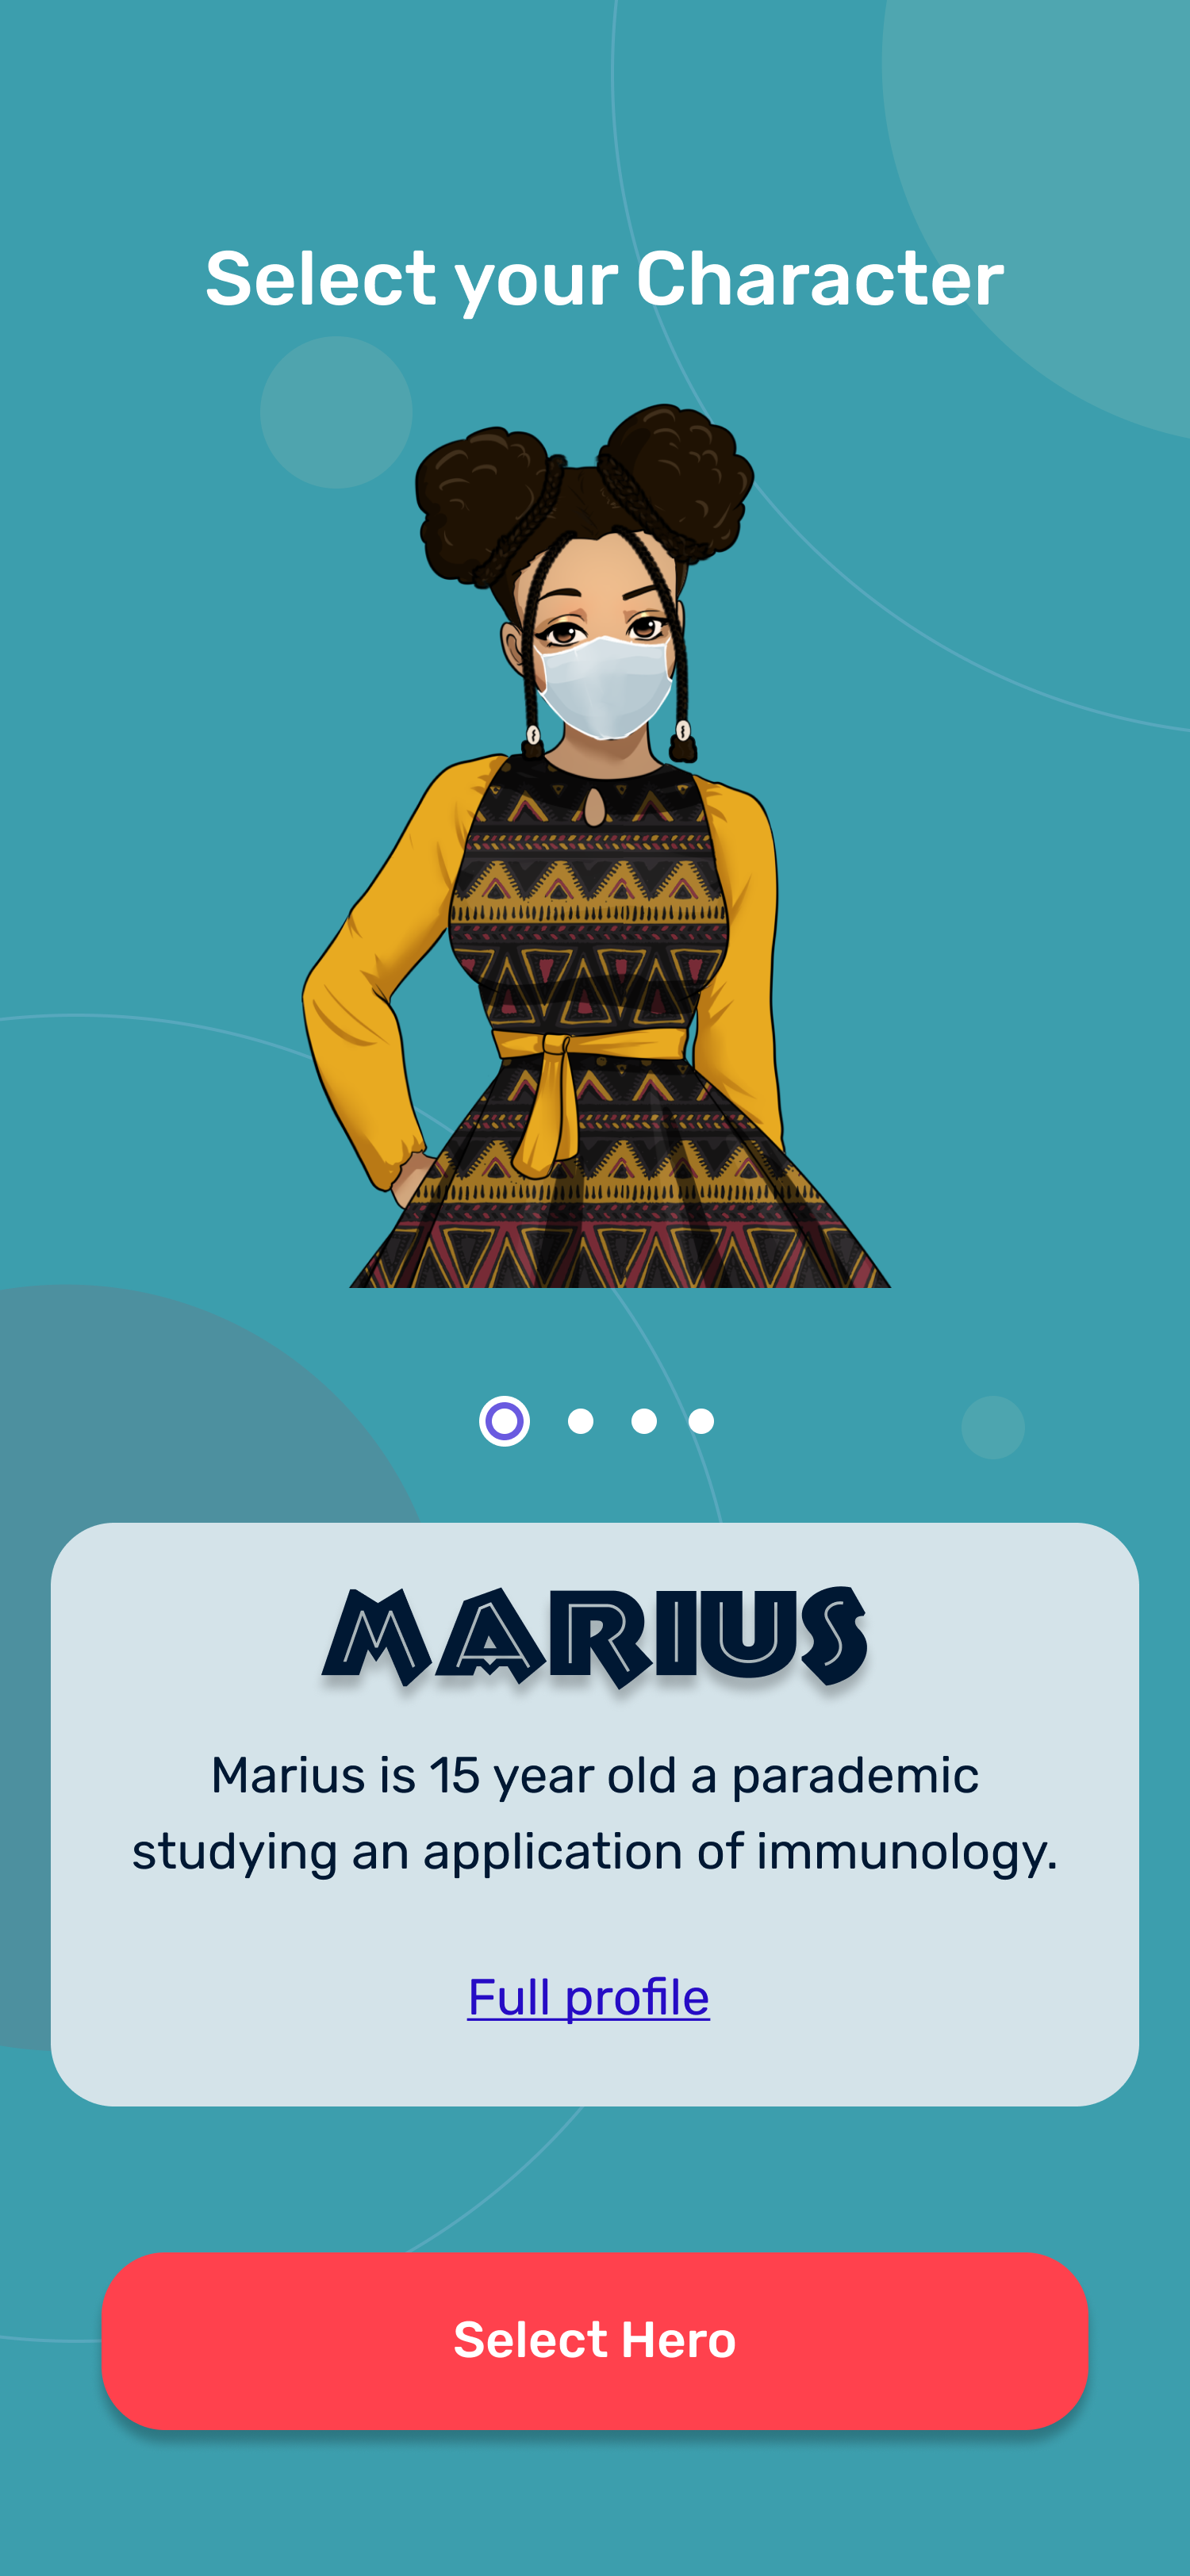 Select your Character
MARIUS
Marius is 15 year old a parademic
studying an application of immunology.
Full profile
Select Hero